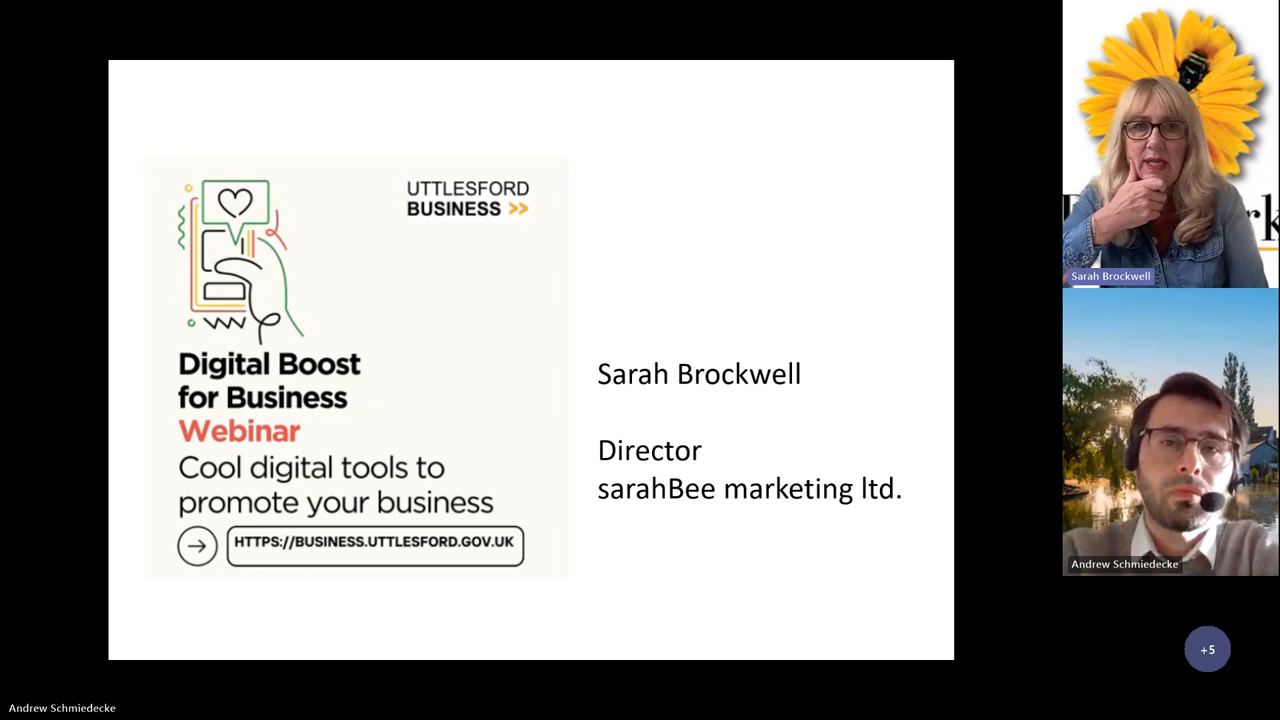 UTTLESFORD
BUSINESS >>
Digital Boost
for Business
Webinar
Cool digital tools to
promote your business
HTTPS://BUSINESS.UTTLESFORD.GOV.UK
Sarah Brockwell
Director
sarahBee marketing ltd.
Sarah Brockwell
Andrew Schmiedecke
+5
Andrew Schmiedecke